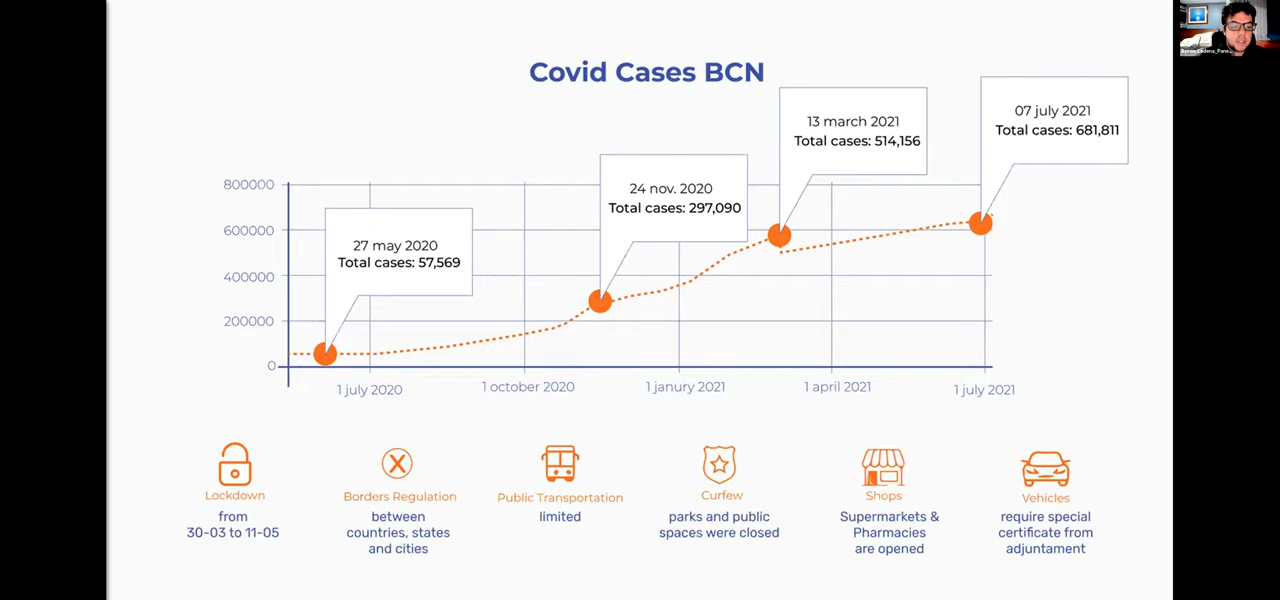 Covid Cases BCN
07 july 2021
Total cases: 681,811
13 march 2021
Total cases: 514,156
24 nov. 2020
Total cases: 297,090
27 may 2020
Total cases: 57,569
800000
600000
400000
200000
0
1 july 2020
1 october 2020
1 janury 2021
1 april 2021
1 july 2021
Lockdown
from
30-03 to 11-05
Borders Regulation
between
countries, states
and cities
Public Transportation
limited
Curfew
parks and public
spaces were closed
Shops
Supermarkets &
Pharmacies
are opened
Vehicles
require special
certificate from
adjuntament